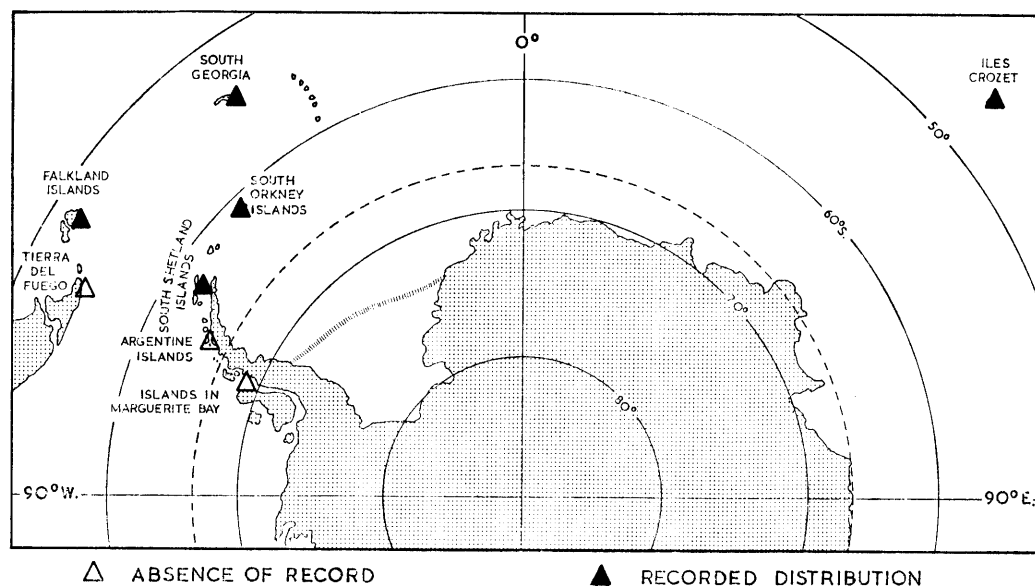 0°
SOUTH
GEORGIA
ILES
CROZET
50°
FALKLAND
ISLANDS
SOUTH
ORKNEY
ISLANDS
60°S.
TIERRA
DEL
FUEGO
SOUTH SHETLAND
ISLANDS
70°
ARGENTINE
ISLANDS
ISLANDS IN
MARGUERITE BAY
80°
90°W.
90°E.
ABSENCE OF RECORD
RECORDED DISTRIBUTION